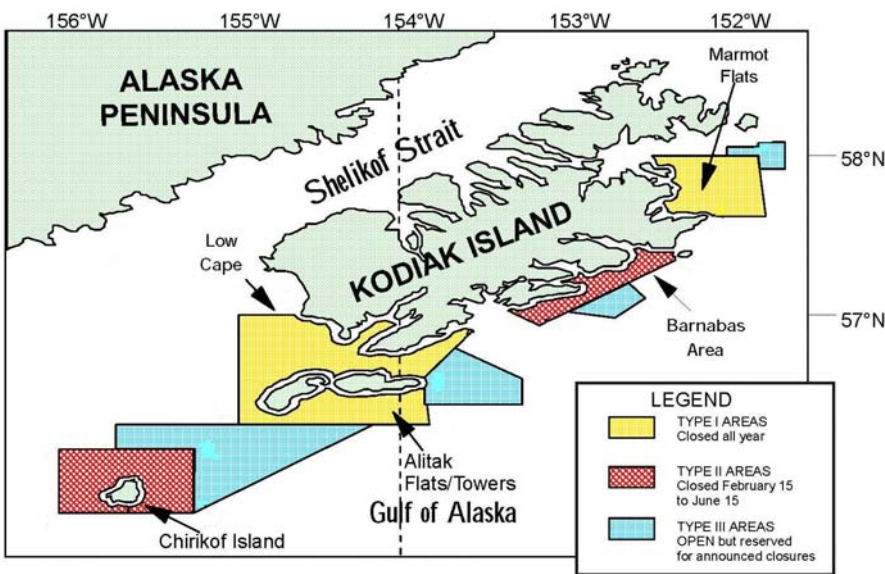 156°W
155°W
154°W
153°W
152°W
ALASKA
PENINSULA
Shelikof Strait
Marmot
Flats
58°N
KODIAK ISLAND
Low
Cape
57°N
Barnabas
Area
Alitak
Flats/Towers
Gulf of Alaska
Chirikof Island
LEGEND
TYPE I AREAS
Closed all year
TYPE II AREAS
Closed February 15
to June 15
TYPE III AREAS
OPEN but reserved
for announced closures